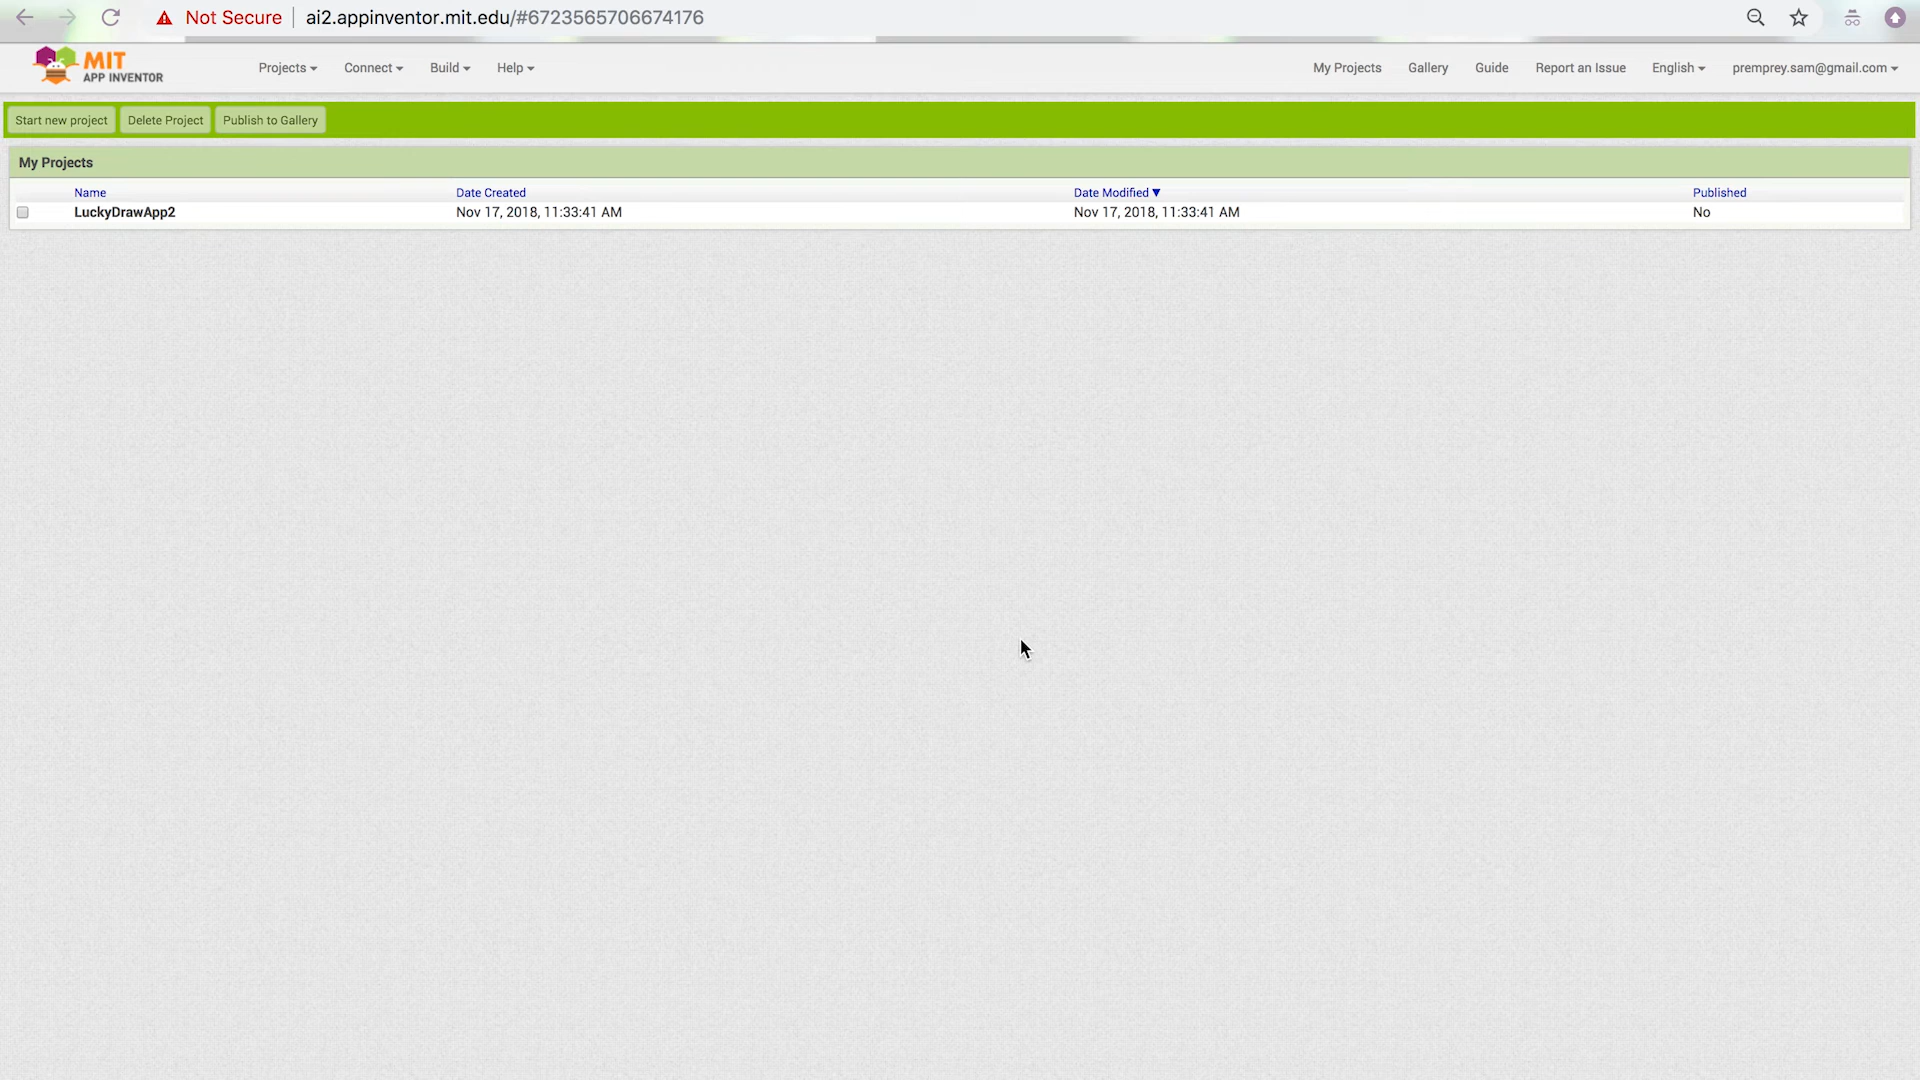 Not Secure ai2.appinventor.mit.edu/#6723565706674176
MIT APP INVENTOR Projects Connect Build Help My Projects Gallery Guide Report an Issue English premprey.sam@gmail.com
Start new project Delete Project Publish to Gallery
My Projects
Name Date Created Date Modified Published
LuckyDrawApp2 Nov 17, 2018, 11:33:41 AM Nov 17, 2018, 11:33:41 AM No